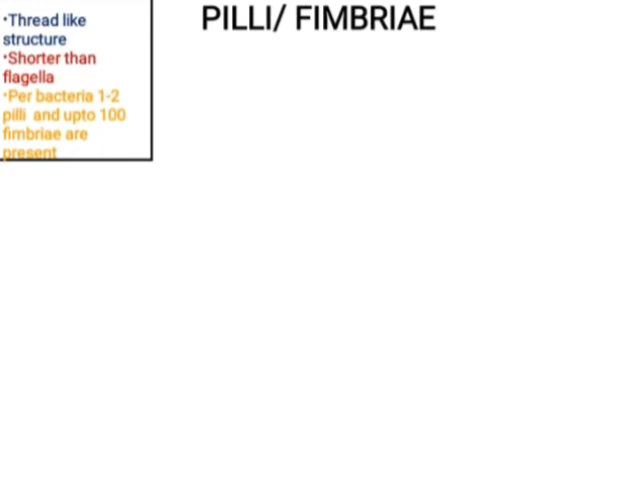 PILLI/ FIMBRIAE
•Thread like
structure
•Shorter than
flagella
•Per bacteria 1-2
pilli and upto 100
fimbriae are
present